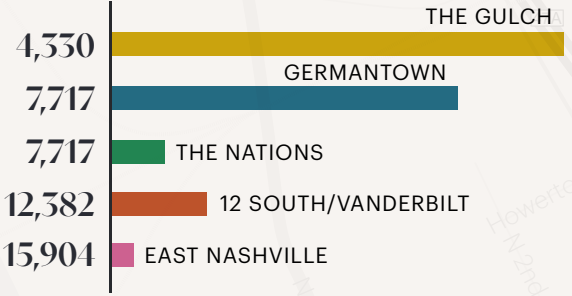 THE GULCH
4,330
GERMANTOWN
7,717
7,717 THE NATIONS
12,382 12 SOUTH/VANDERBILT
15,904 EAST NASHVILLE
N 2nd